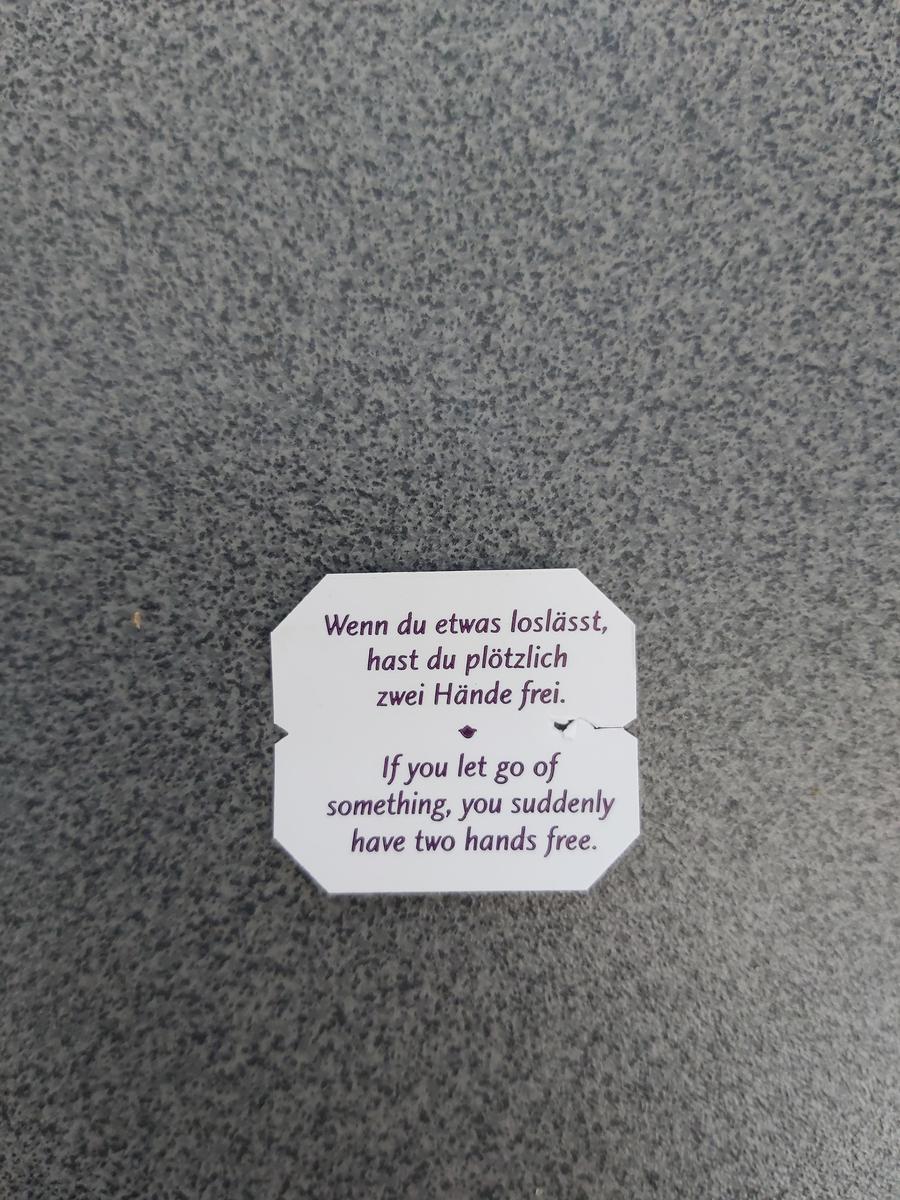 Wenn du etwas loslässt,
hast du plötzlich
zwei Hände frei.
If you let go of
something, you suddenly
have two hands free.